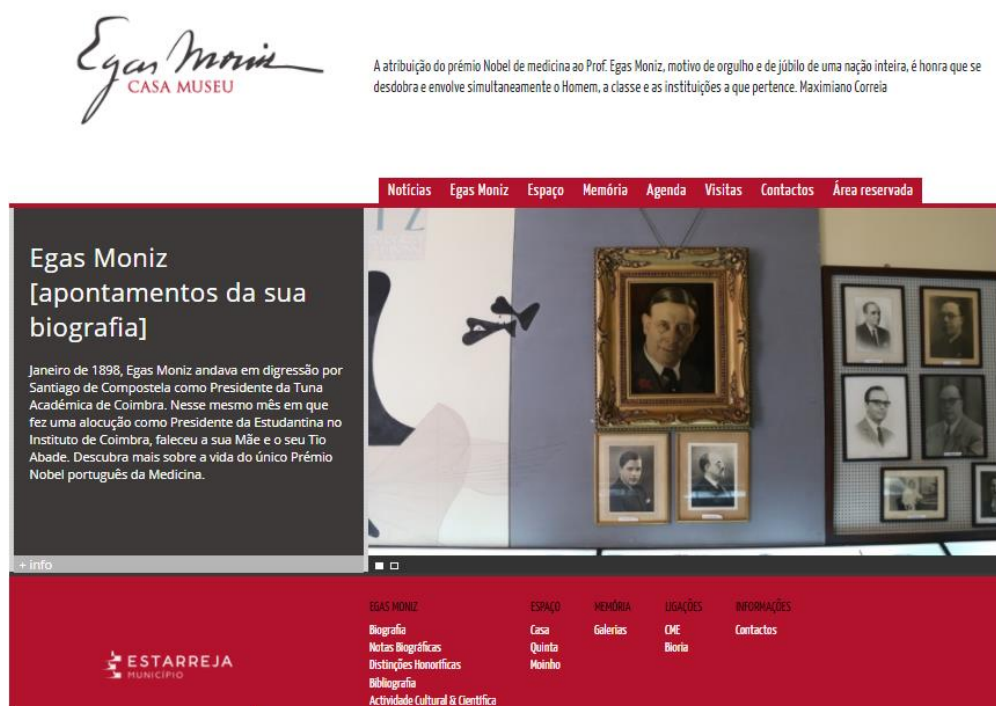 Egas Moniz
CASA MUSEU
A atribuição do prémio Nobel de medicina ao Prof. Egas Moniz, motivo de orgulho e de júbilo de uma nação inteira, é honra que se
desdobra e envolve simultaneamente o Homem, a classe e as instituições a que pertence. Maximiano Correia
Notícias Egas Moniz Espaço Memória Agenda Visitas Contactos Área reservada
Egas Moniz
[apontamentos da sua
biografia]
Janeiro de 1898, Egas Moniz andava em digressão por
Santiago de Compostela como Presidente da Tuna
Académica de Coimbra. Nesse mesmo mês em que
fez uma alocução como Presidente da Estudantina no
Instituto de Coimbra, faleceu a sua Mãe e o seu Tio
Abade. Descubra mais sobre a vida do único Prémio
Nobel português da Medicina.
+ info
EGAS MONIZ ESPAÇO MEMÓRIA LIGAÇÕES INFORMAÇÕES
Biografia Casa Galerias CME Contactos
Notas Biográficas Quinta Bioria
Distinções Honoríficas Moinho
Bibliografia
Actividade Cultural & Científica
ESTARREJA
MUNICÍPIO